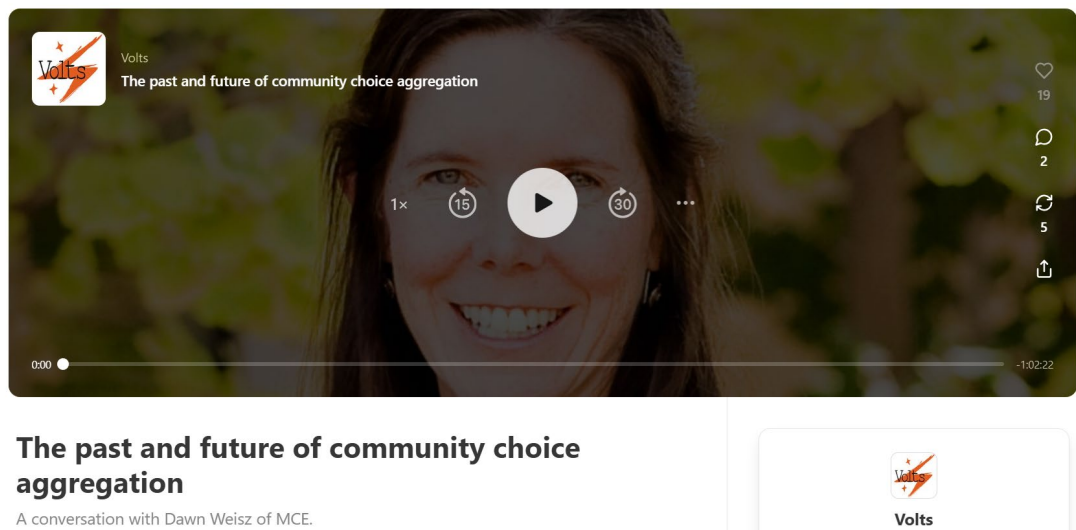 Volts
Volts
The past and future of community choice aggregation
19
2
1×
15
30
5
0:00
-1:02:22
The past and future of community choice
aggregation
A conversation with Dawn Weisz of MCE.
Volts
Volts